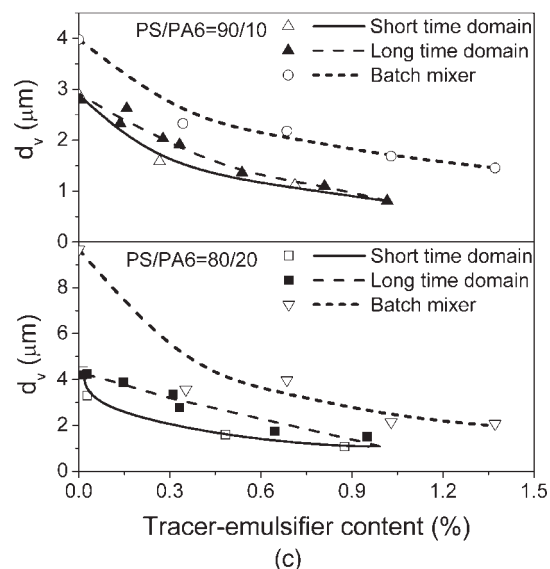 PS/PA6=90/10
Short time domain
Long time domain
Batch mixer
4
3
2
1
0
dv (μm)
PS/PA6=80/20
Short time domain
Long time domain
Batch mixer
8
6
4
2
0
dv (μm)
0.0 0.3 0.6 0.9 1.2 1.5
Tracer-emulsifier content (%)
(c)